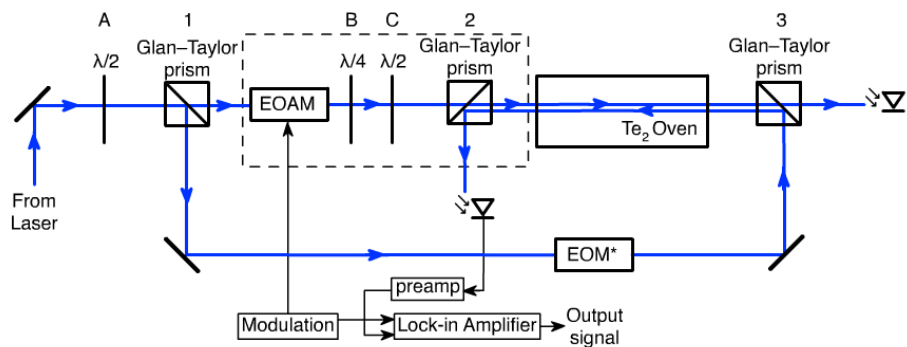 A
1
B
C
2
3
Glan–Taylor
prism
Glan–Taylor
prism
Glan–Taylor
prism
λ/2
λ/4
λ/2
EOAM
Te₂ Oven
From
Laser
EOM*
preamp
Modulation
Lock-in Amplifier
Output
signal